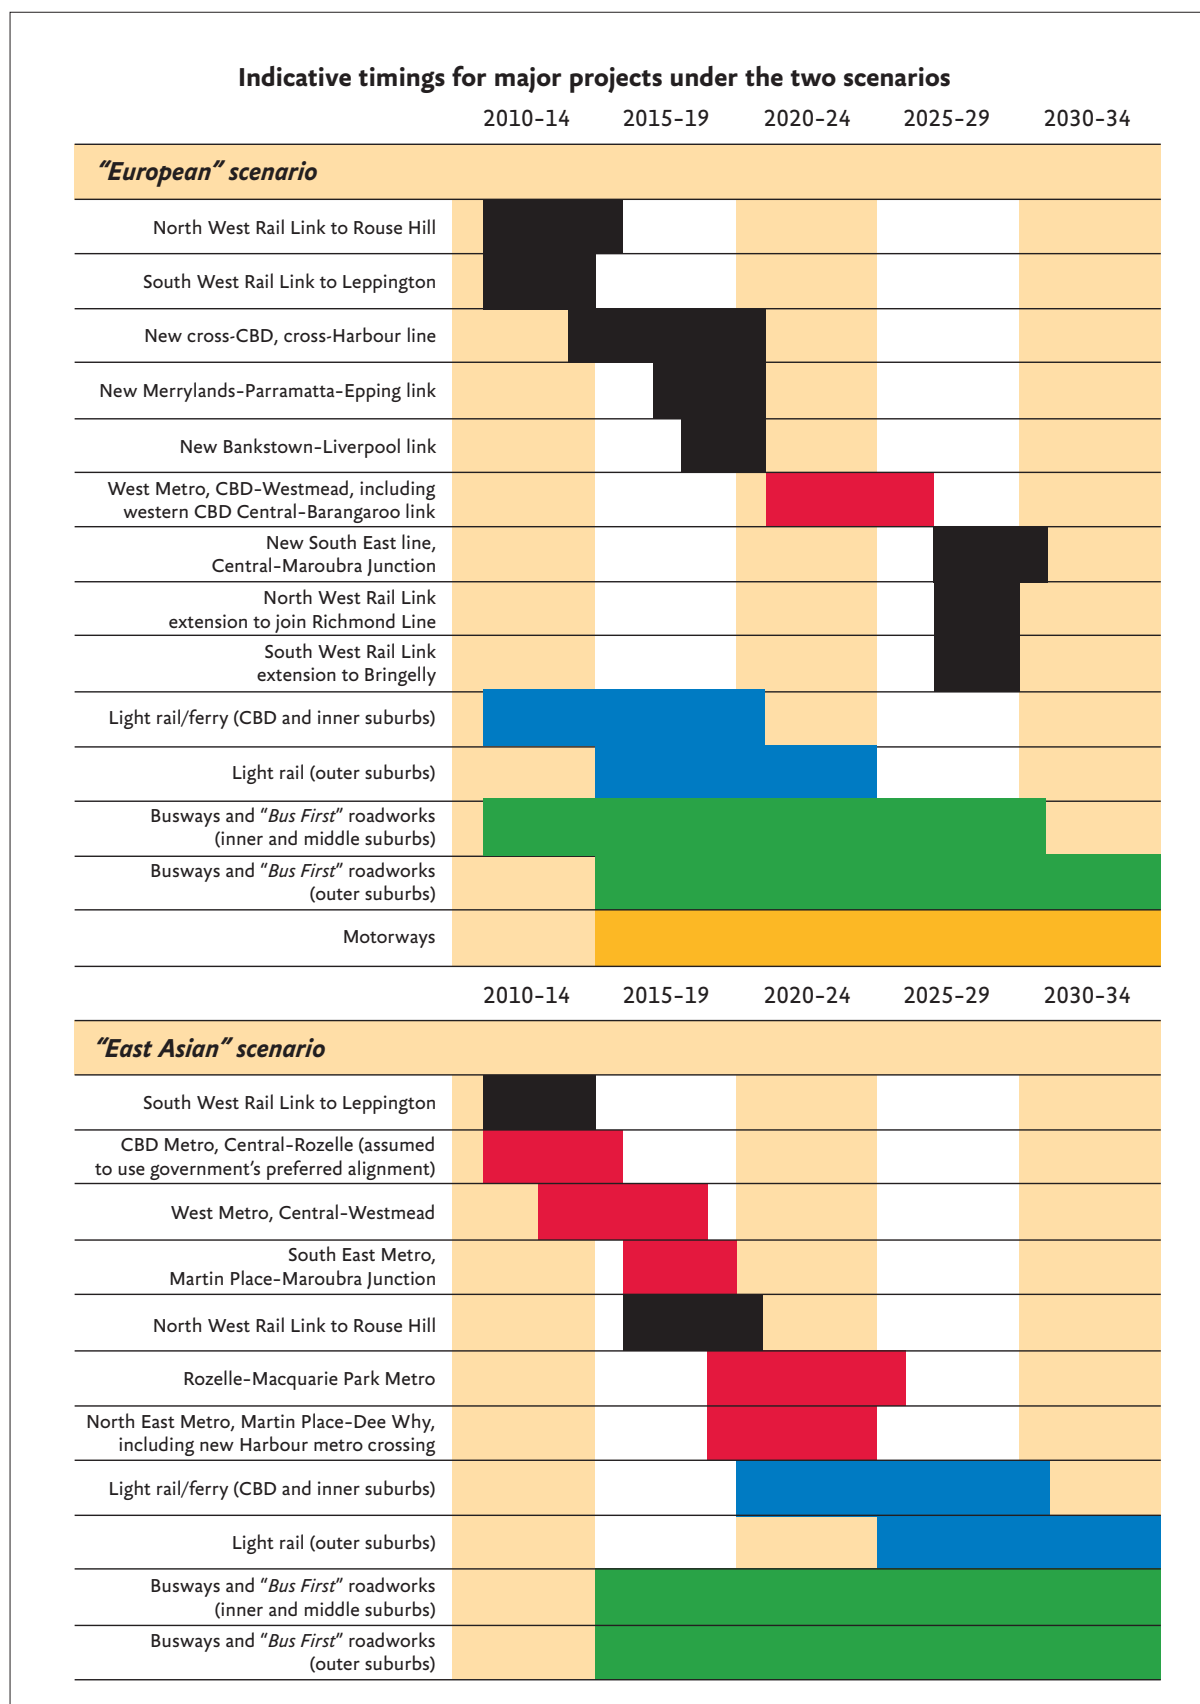 Indicative timings for major projects under the two scenarios
2010–14 2015–19 2020–24 2025–29 2030–34
“European” scenario
North West Rail Link to Rouse Hill
South West Rail Link to Leppington
New cross-CBD, cross-Harbour line
New Merrylands–Parramatta–Epping link
New Bankstown–Liverpool link
West Metro, CBD–Westmead, including
western CBD Central–Barangaroo link
New South East line,
Central–Maroubra Junction
North West Rail Link
extension to join Richmond Line
South West Rail Link
extension to Bringelly
Light rail/ferry (CBD and inner suburbs)
Light rail (outer suburbs)
Busways and “Bus First” roadworks
(inner and middle suburbs)
Busways and “Bus First” roadworks
(outer suburbs)
Motorways
2010–14 2015–19 2020–24 2025–29 2030–34
“East Asian” scenario
South West Rail Link to Leppington
CBD Metro, Central–Rozelle (assumed
to use government’s preferred alignment)
West Metro, Central–Westmead
South East Metro,
Martin Place–Maroubra Junction
North West Rail Link to Rouse Hill
Rozelle–Macquarie Park Metro
North East Metro, Martin Place–Dee Why,
including new Harbour metro crossing
Light rail/ferry (CBD and inner suburbs)
Light rail (outer suburbs)
Busways and “Bus First” roadworks
(inner and middle suburbs)
Busways and “Bus First” roadworks
(outer suburbs)